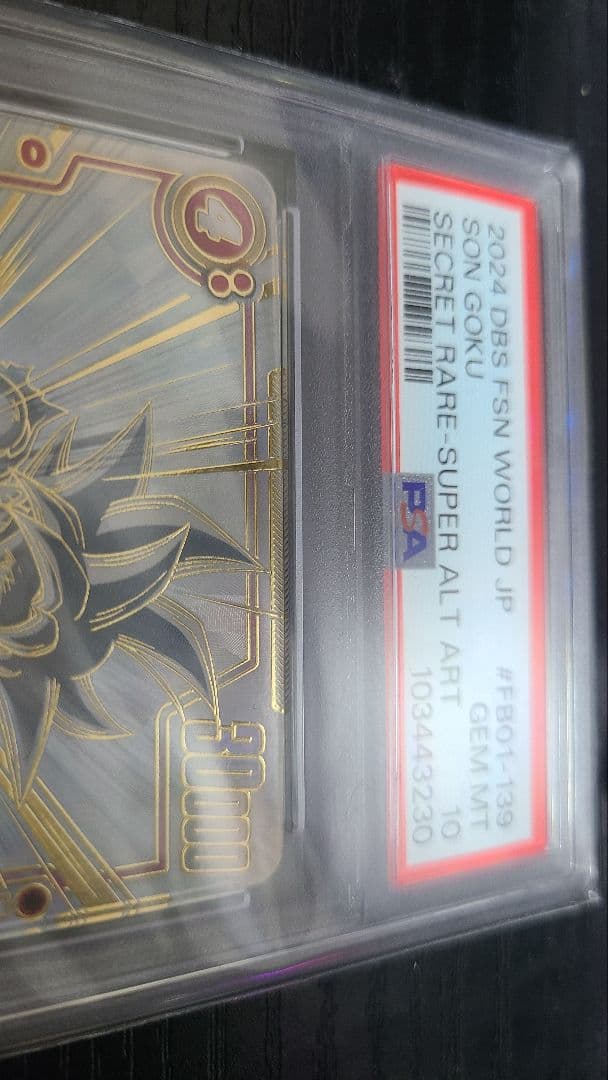 2024 DBS FSN WORLD JP #FB01-139
SON GOKU GEM MT
SECRET RARE-SUPER ALT ART 10
PSA 103443230
4
30000